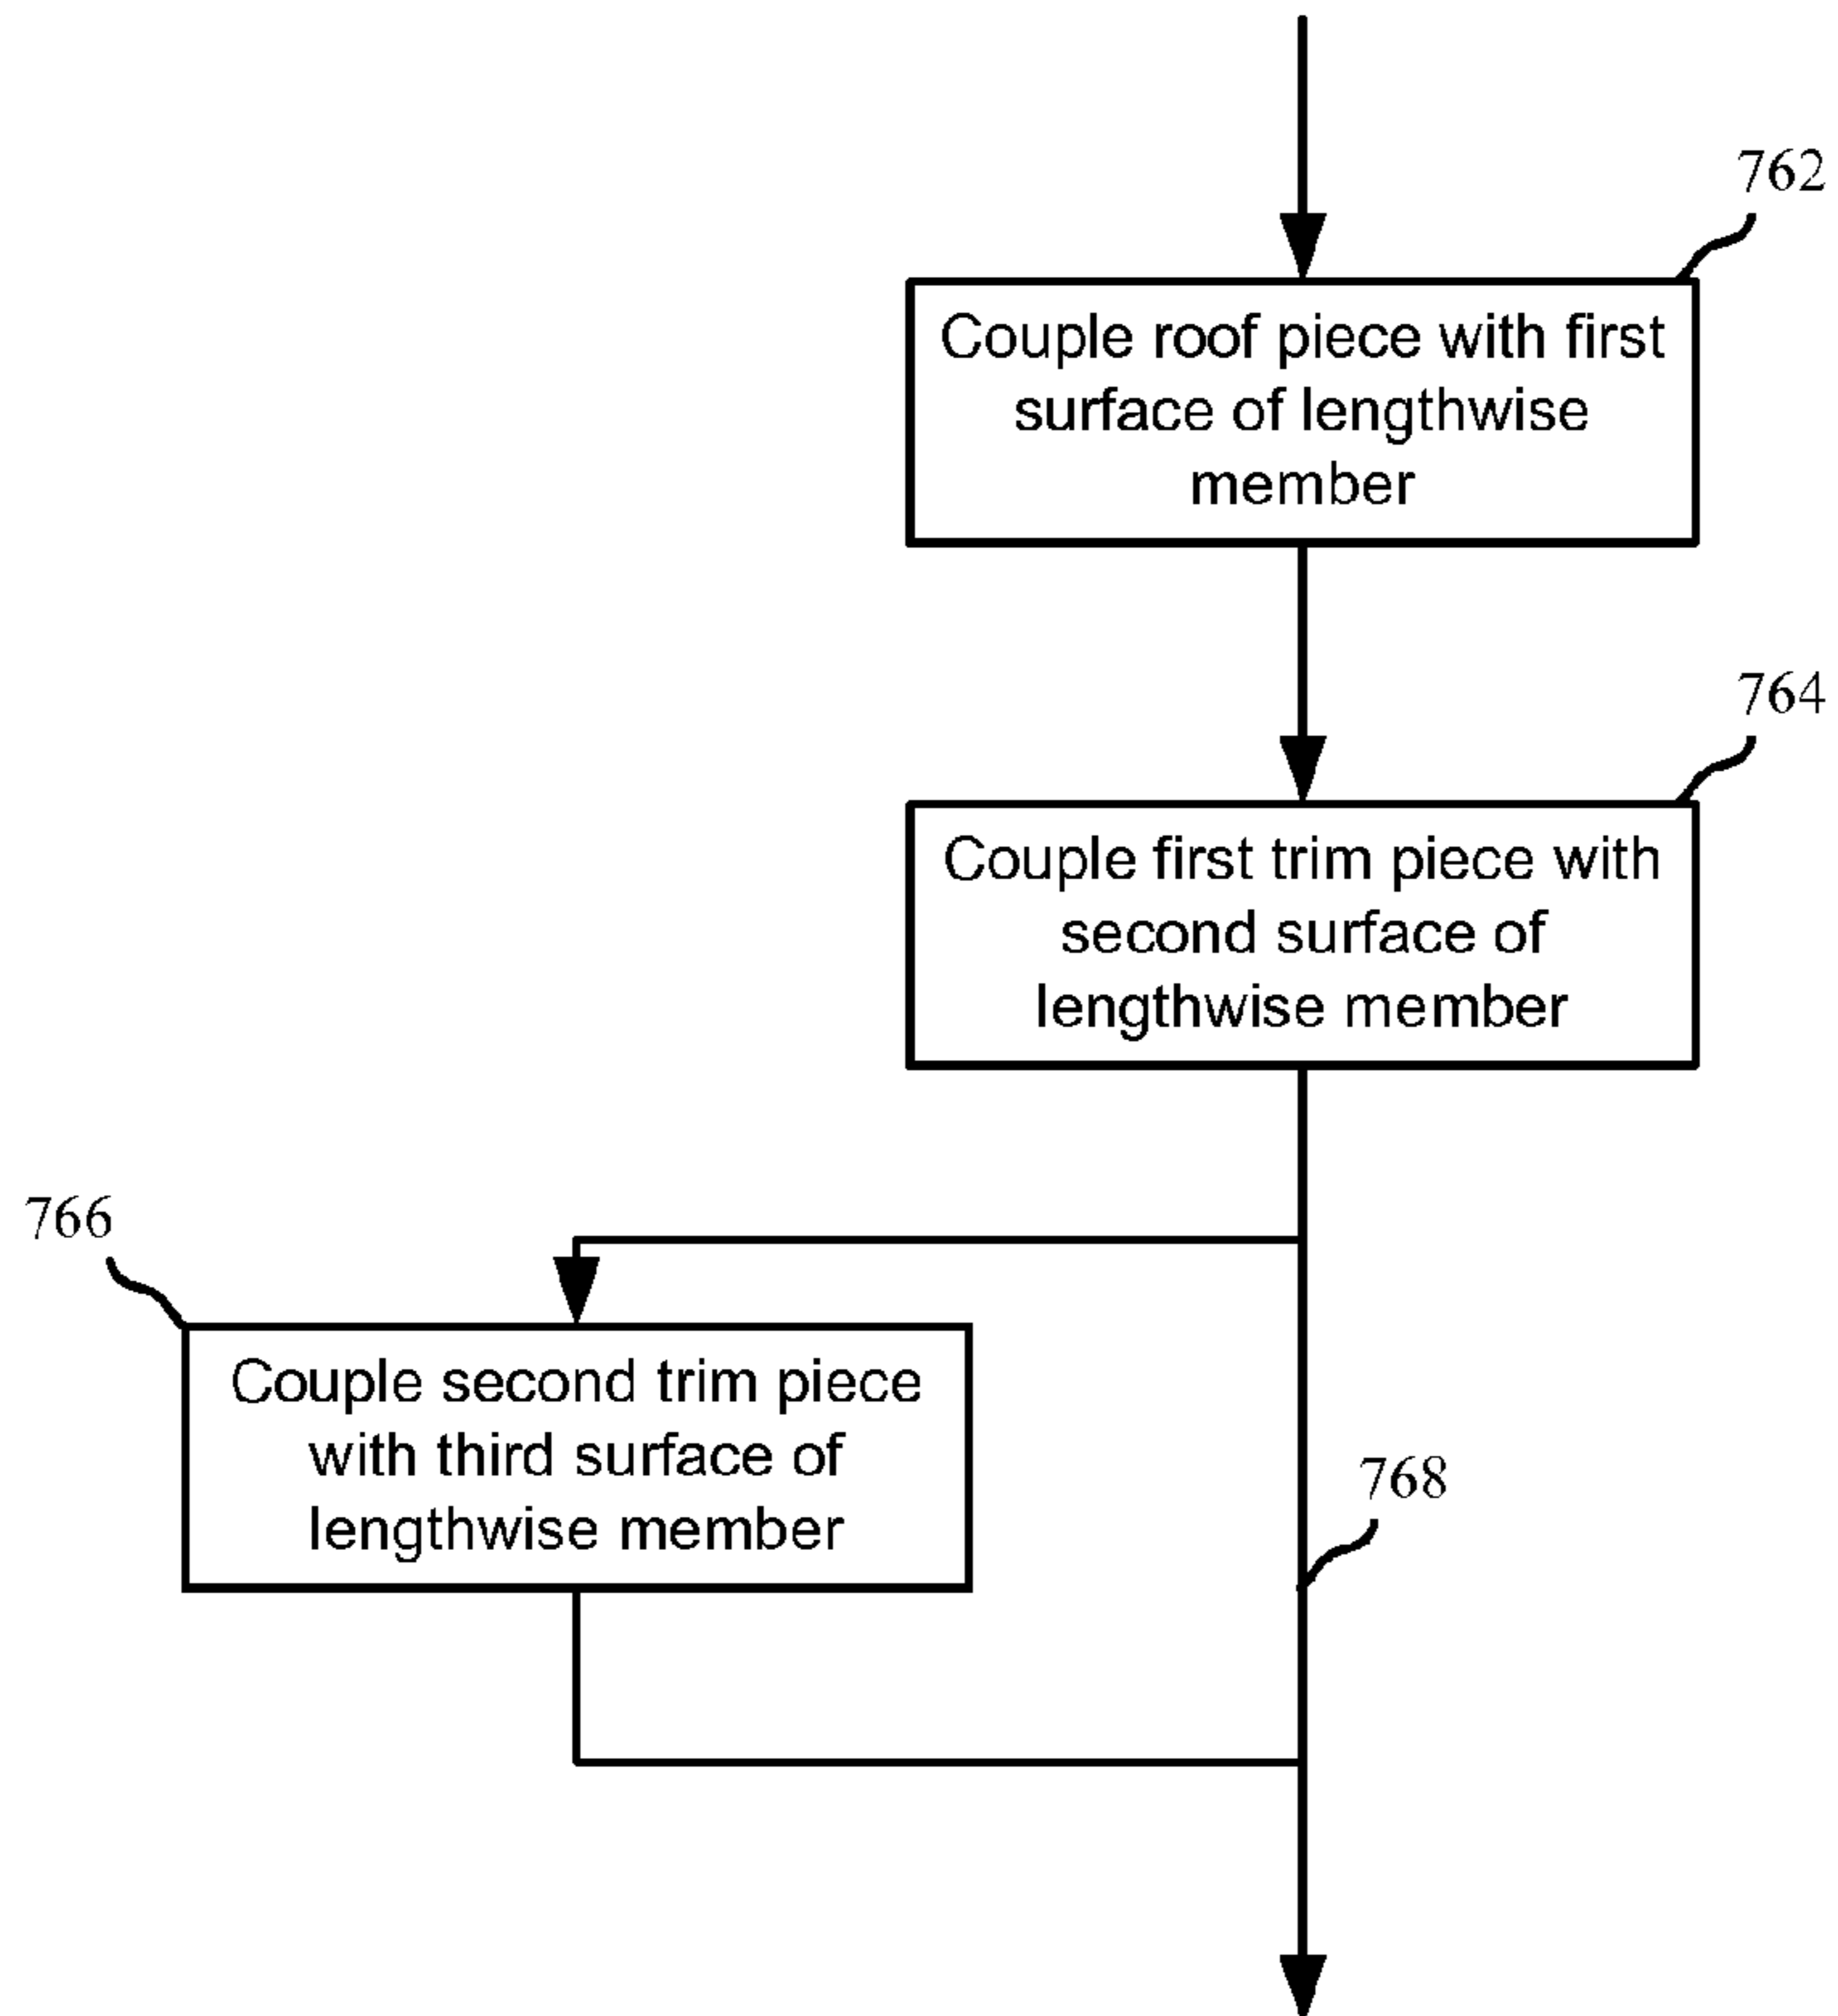 762
Couple roof piece with first
surface of lengthwise
member
764
Couple first trim piece with
second surface of
lengthwise member
766
Couple second trim piece
with third surface of
lengthwise member
768